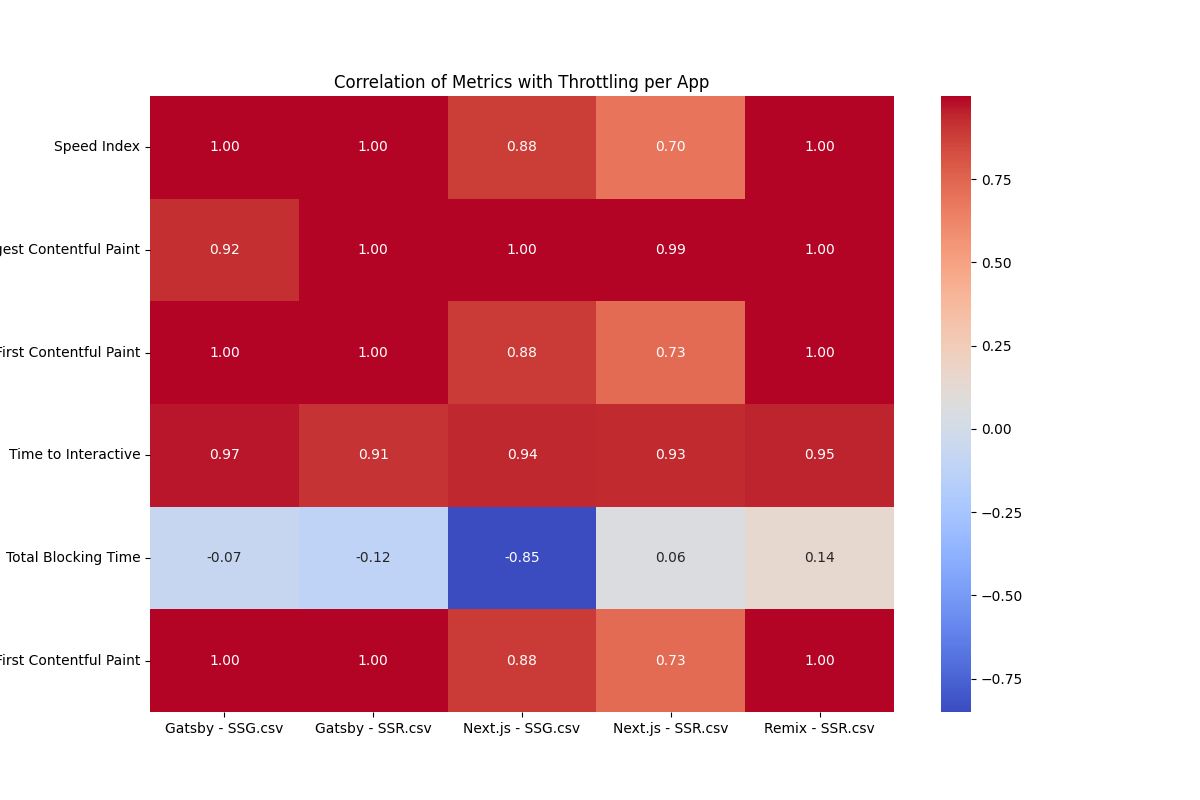 Correlation of Metrics with Throttling per App
Speed Index 1.00 1.00 0.88 0.70 1.00
Contentful Paint 0.92 1.00 1.00 0.99 1.00
First Contentful Paint 1.00 1.00 0.88 0.73 1.00
Time to Interactive 0.97 0.91 0.94 0.93 0.95
Total Blocking Time -0.07 -0.12 -0.85 0.06 0.14
First Contentful Paint 1.00 1.00 0.88 0.73 1.00
Gatsby - SSG.csv Gatsby - SSR.csv Next.js - SSG.csv Next.js - SSR.csv Remix - SSR.csv
0.75
0.50
0.25
0.00
−0.25
−0.50
−0.75